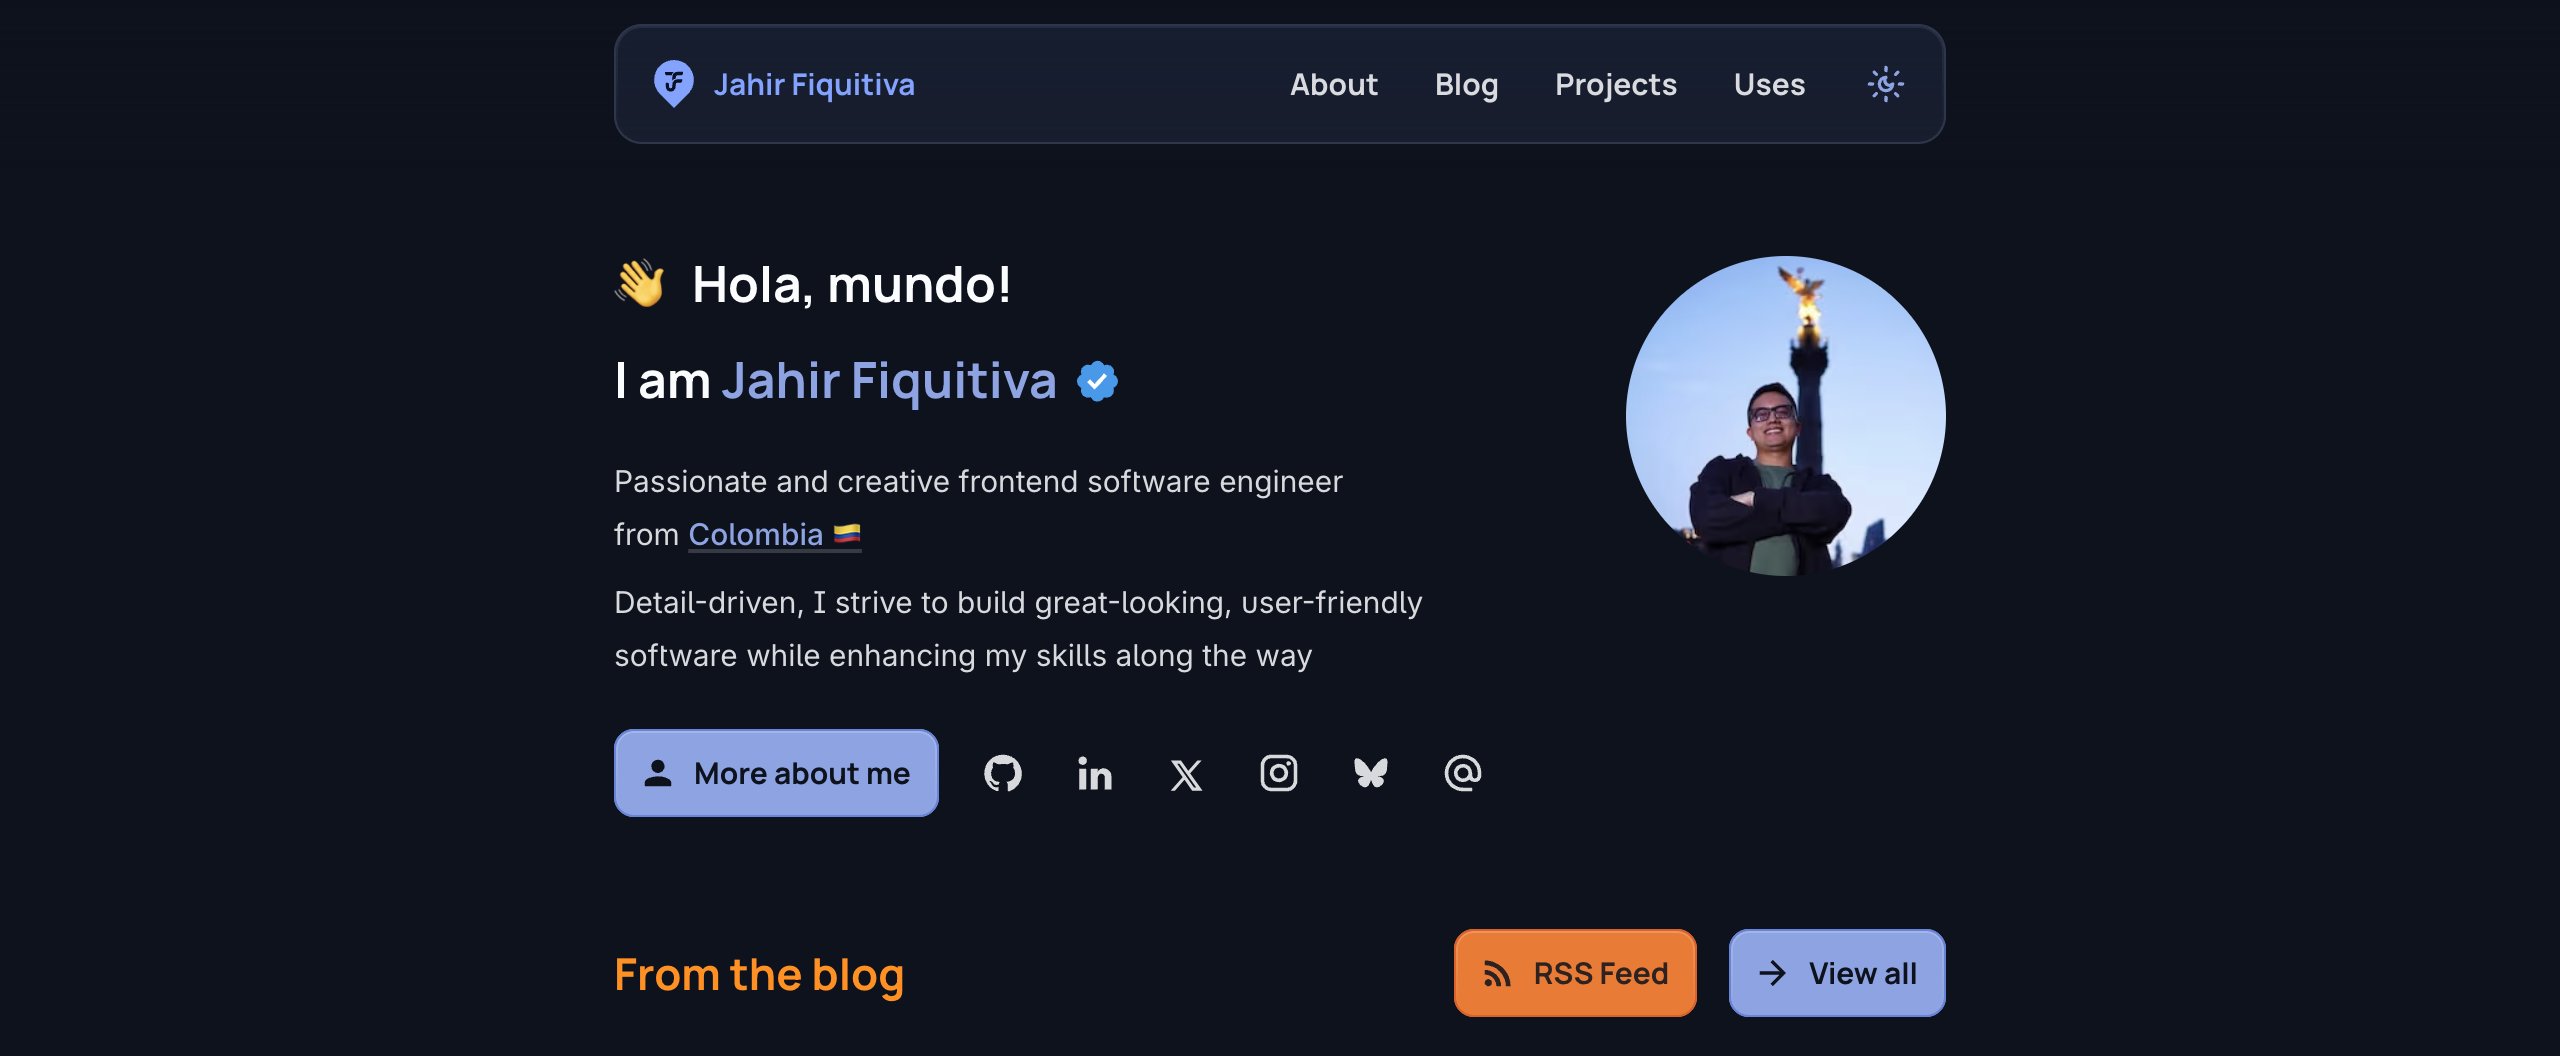 Jahir Fiquitiva
About Blog Projects Uses
👋 Hola, mundo!
I am Jahir Fiquitiva
Passionate and creative frontend software engineer
from Colombia 🇨🇴
Detail-driven, I strive to build great-looking, user-friendly
software while enhancing my skills along the way
More about me
From the blog
RSS Feed
View all